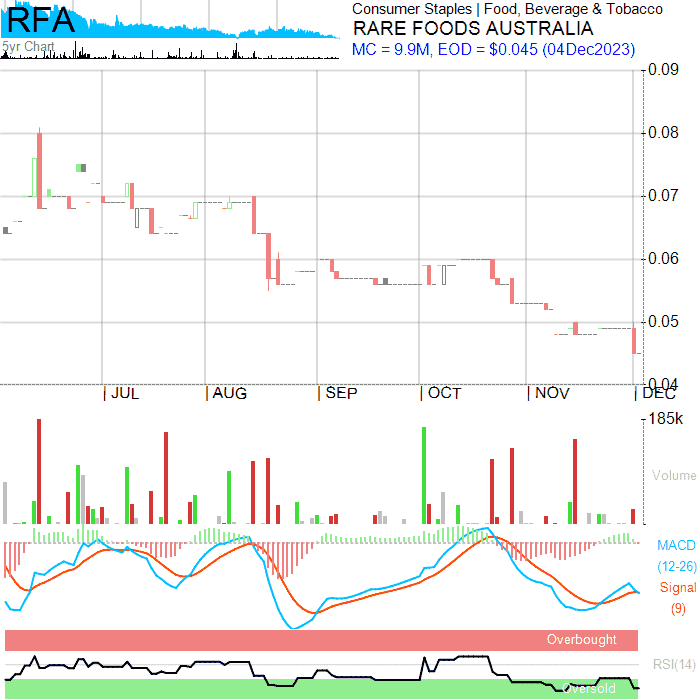 RFA
5yr Chart
Consumer Staples | Food, Beverage & Tobacco
RARE FOODS AUSTRALIA
MC = 9.9M, EOD = $0.045 (04Dec2023)
0.09
0.08
0.07
0.06
0.05
0.04
JUL
AUG
SEP
OCT
NOV
DEC
185k
Volume
MACD
(12-26)
Signal
(9)
Overbought
RSI(14)
Oversold